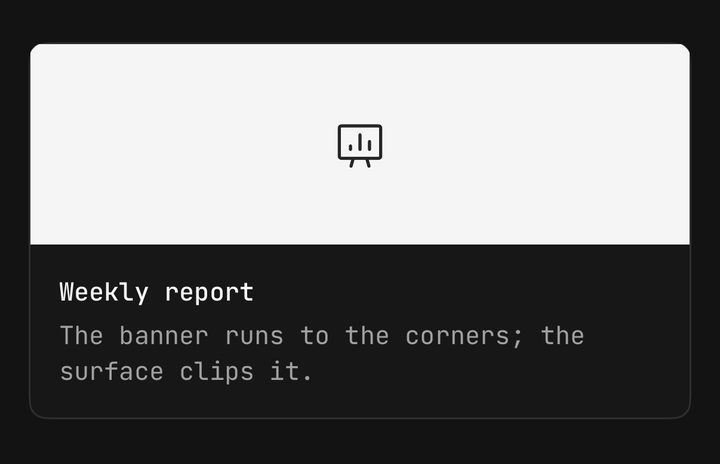 Weekly report
The banner runs to the corners; the
surface clips it.